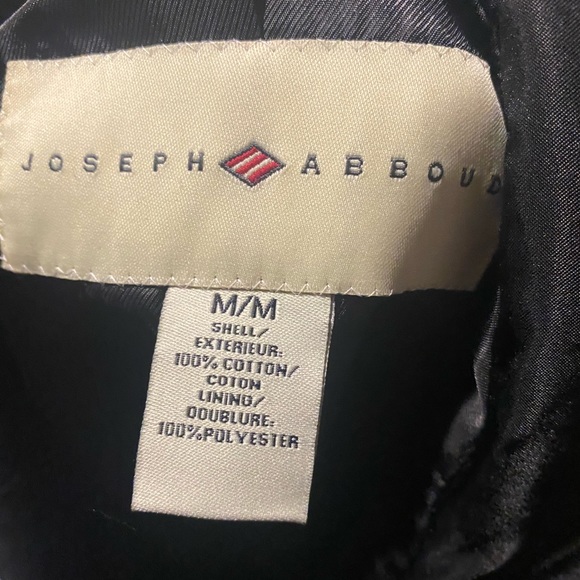 JOSEPH ABBOUD
M/M
SHELL/
EXTERIEUR:
100% COTTON/
COTON
LINING/
DOUBLURE:
100%POLYESTER